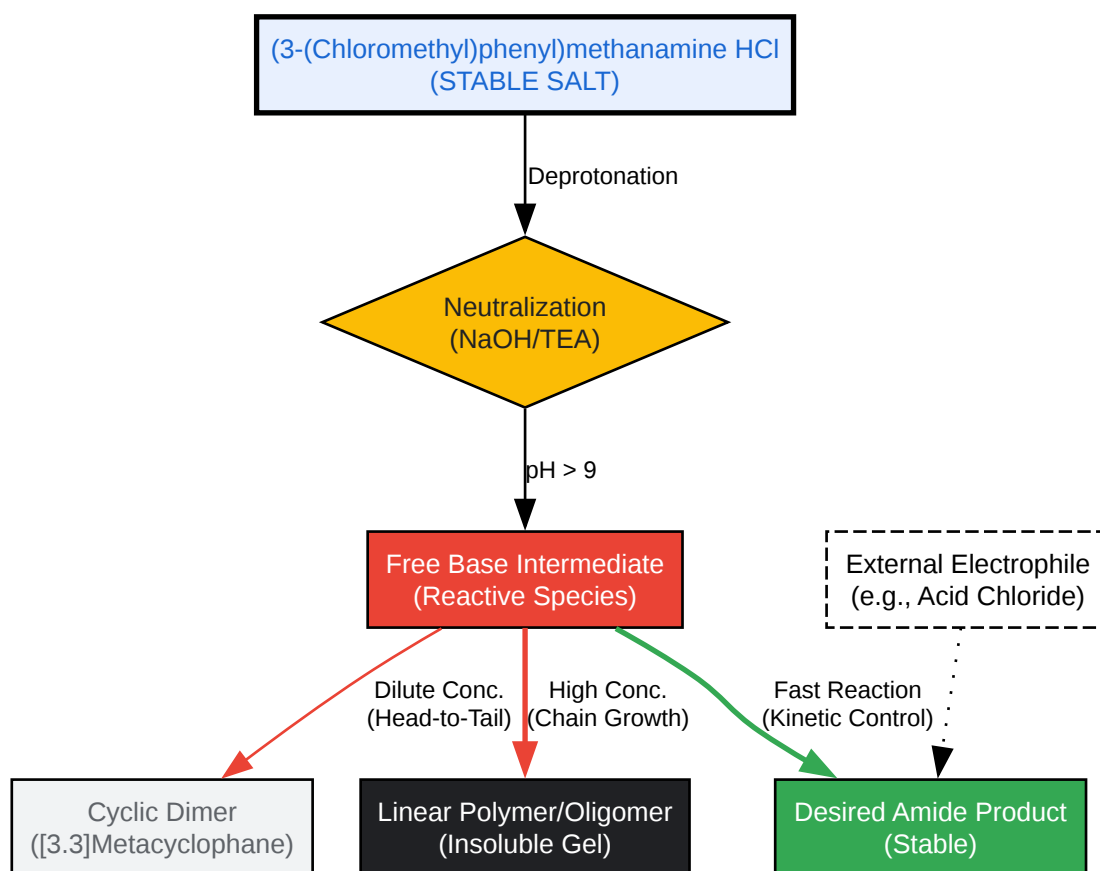 (3-(Chloromethyl)phenyl)methanamine HCl
(STABLE SALT)
Deprotonation
Neutralization
(NaOH/TEA)
pH > 9
Free Base Intermediate
(Reactive Species)
External Electrophile
(e.g., Acid Chloride)
Dilute Conc.
(Head-to-Tail)
High Conc.
(Chain Growth)
Fast Reaction
(Kinetic Control)
Cyclic Dimer
([3.3]Metacyclophane)
Linear Polymer/Oligomer
(Insoluble Gel)
Desired Amide Product
(Stable)